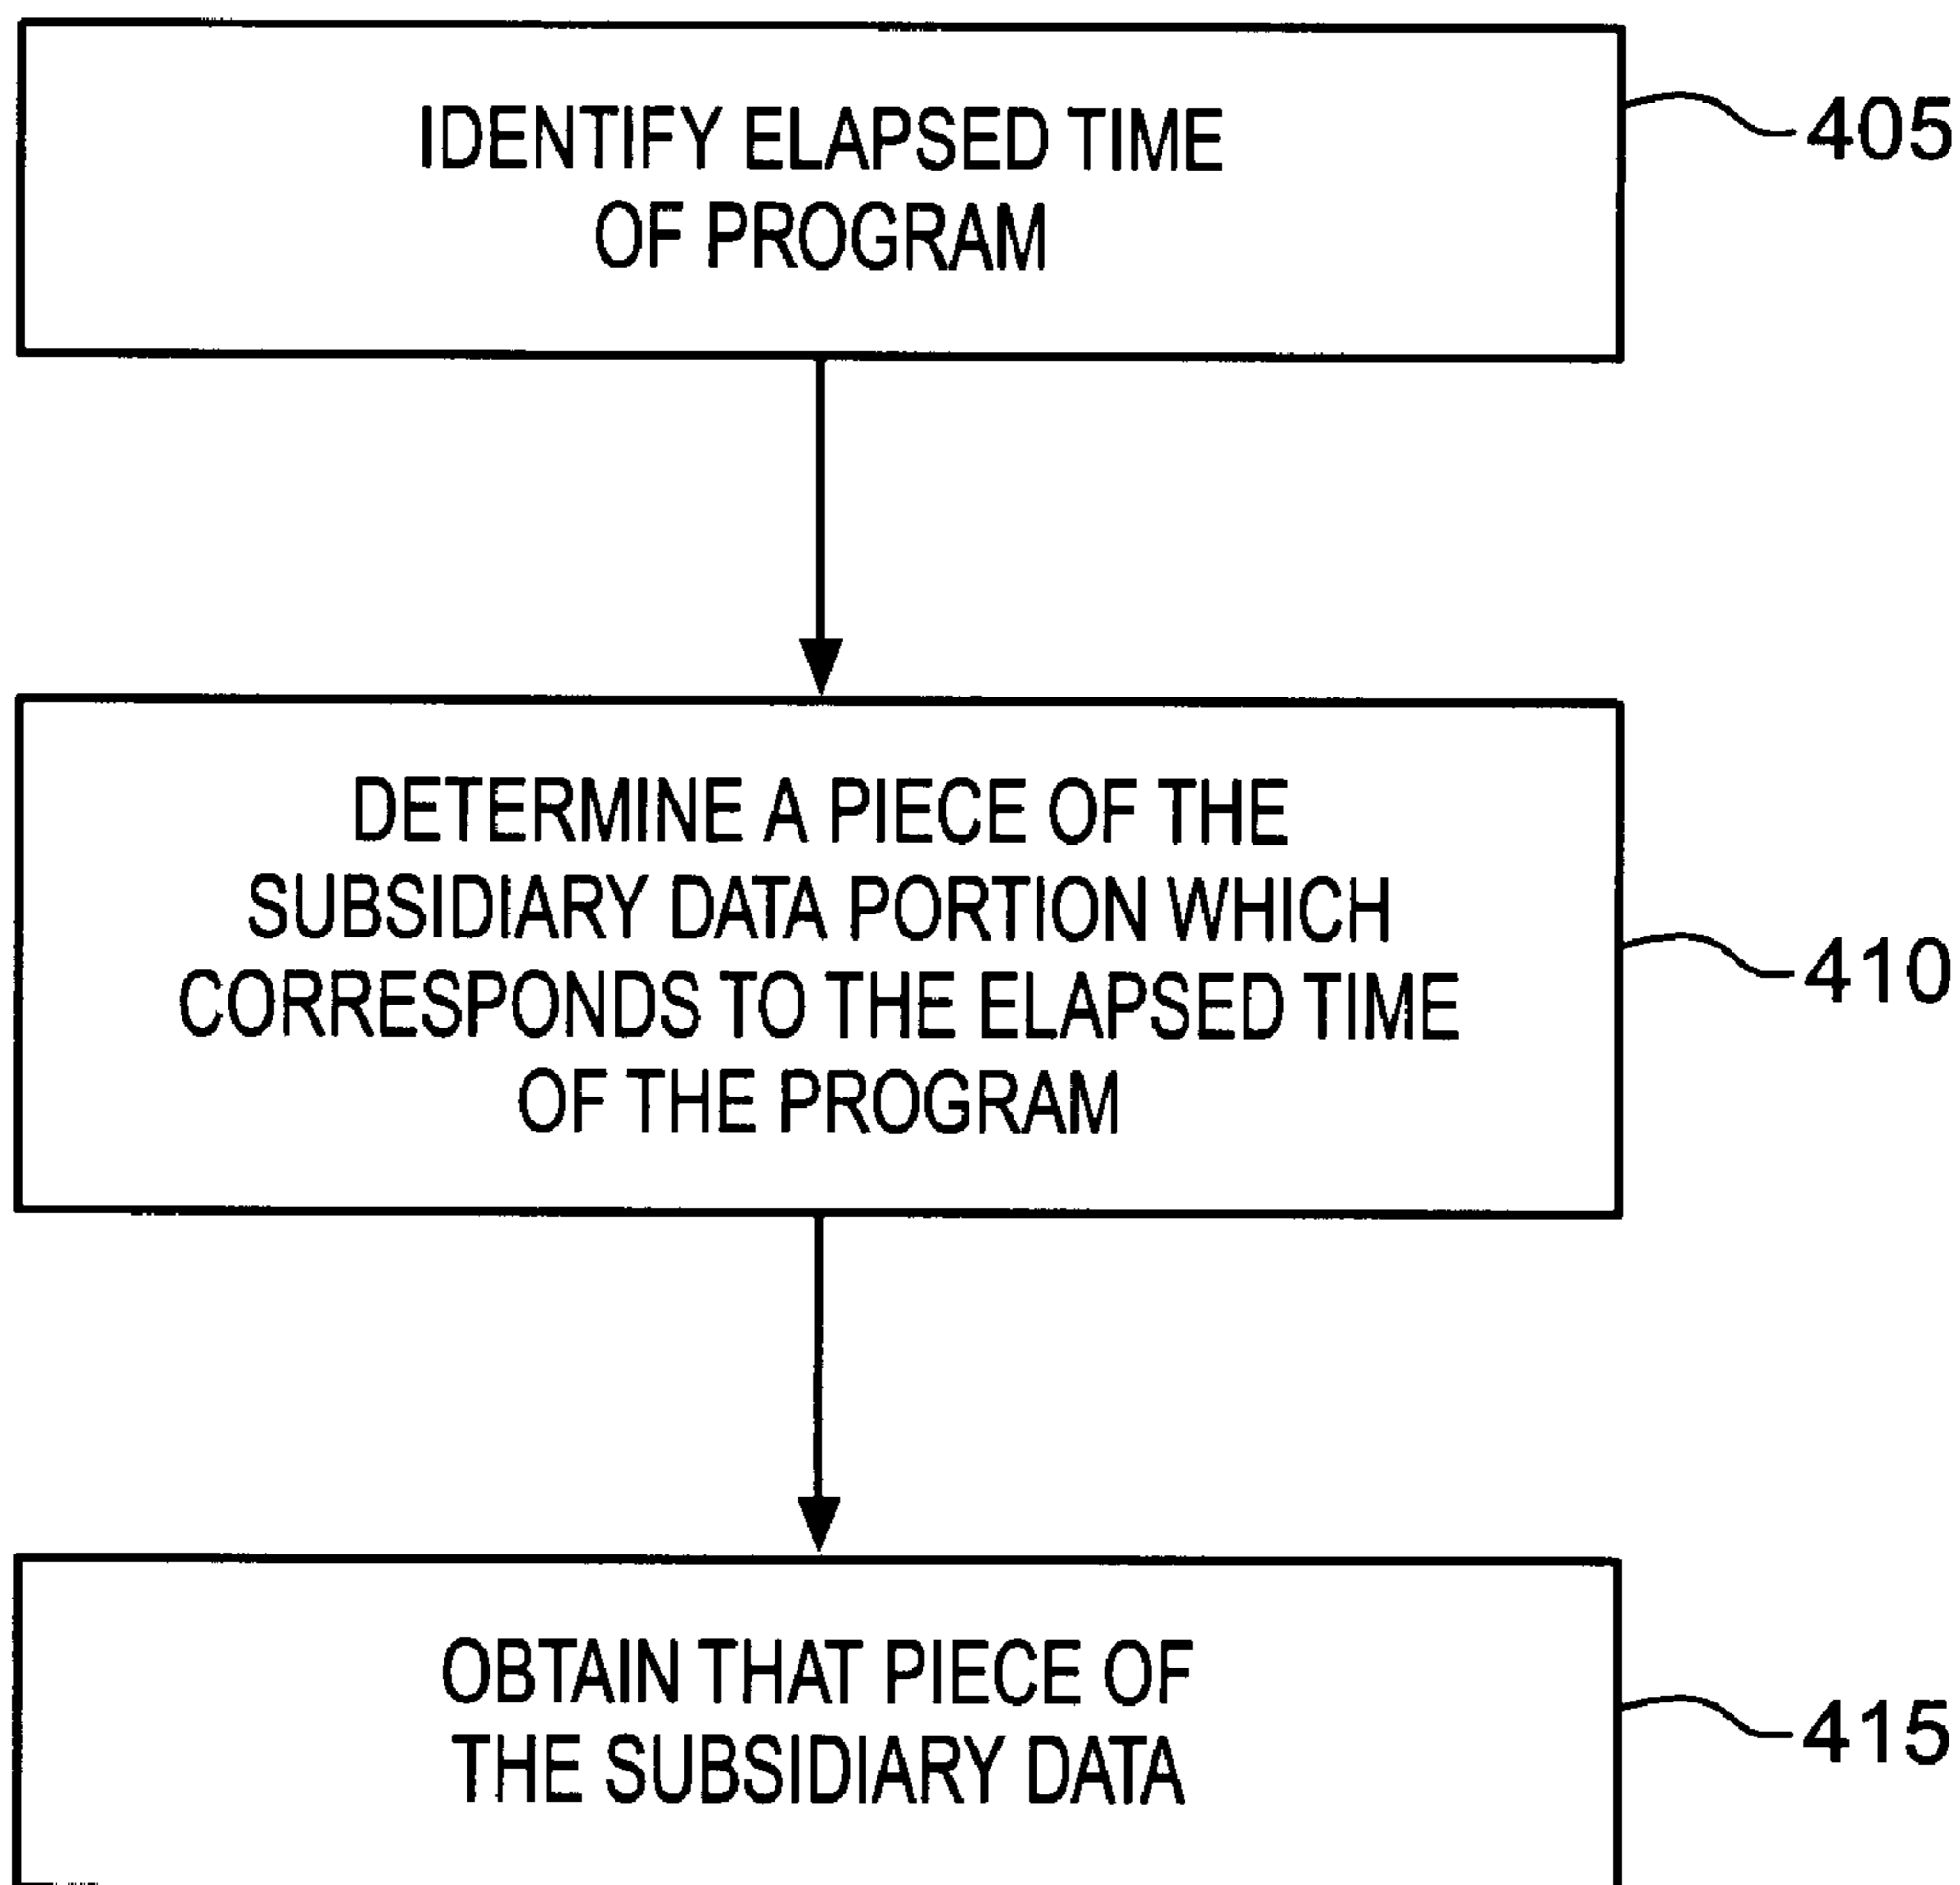 IDENTIFY ELAPSED TIME
OF PROGRAM
405
DETERMINE A PIECE OF THE
SUBSIDIARY DATA PORTION WHICH
CORRESPONDS TO THE ELAPSED TIME
OF THE PROGRAM
410
OBTAIN THAT PIECE OF
THE SUBSIDIARY DATA
415